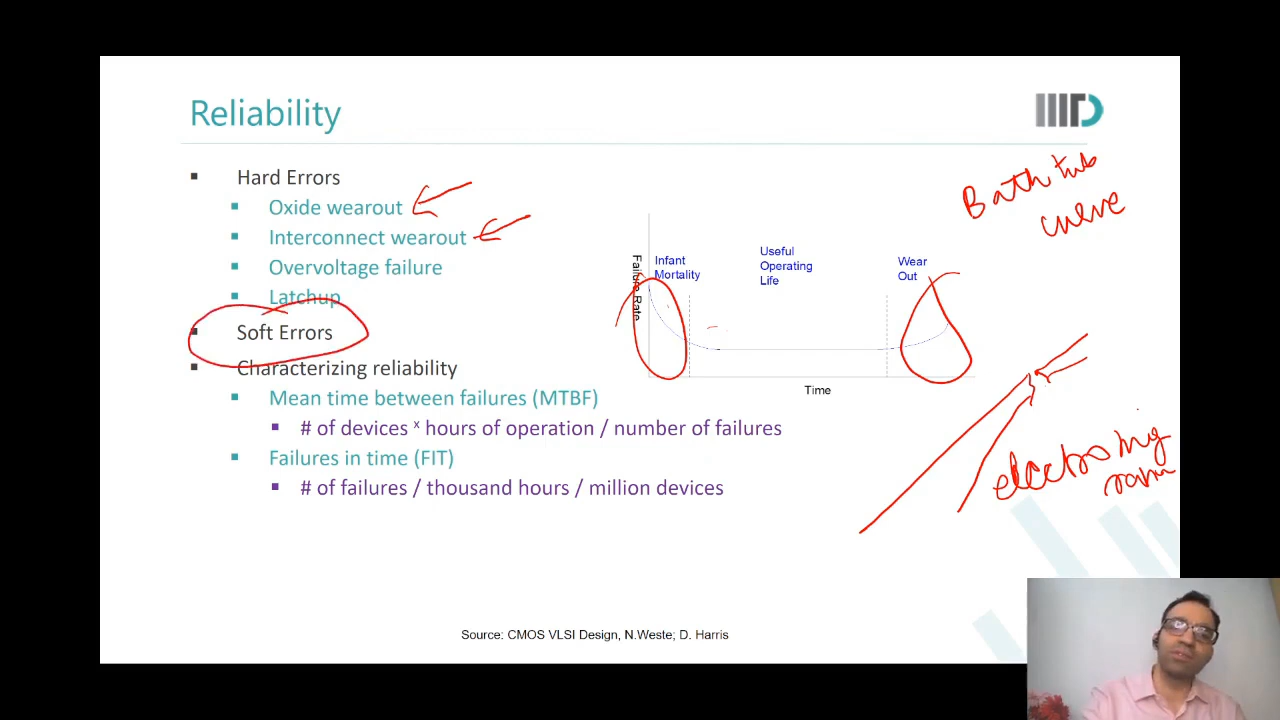 Reliability
IIITD
Bath tub
curve
Hard Errors
Oxide wearout
Interconnect wearout
Overvoltage failure
Latchup
Soft Errors
Characterizing reliability
Mean time between failures (MTBF)
# of devices x hours of operation / number of failures
Failures in time (FIT)
# of failures / thousand hours / million devices
Failure Rate
Infant
Mortality
Useful
Operating
Life
Wear
Out
Time
Source: CMOS VLSI Design, N.Weste; D. Harris